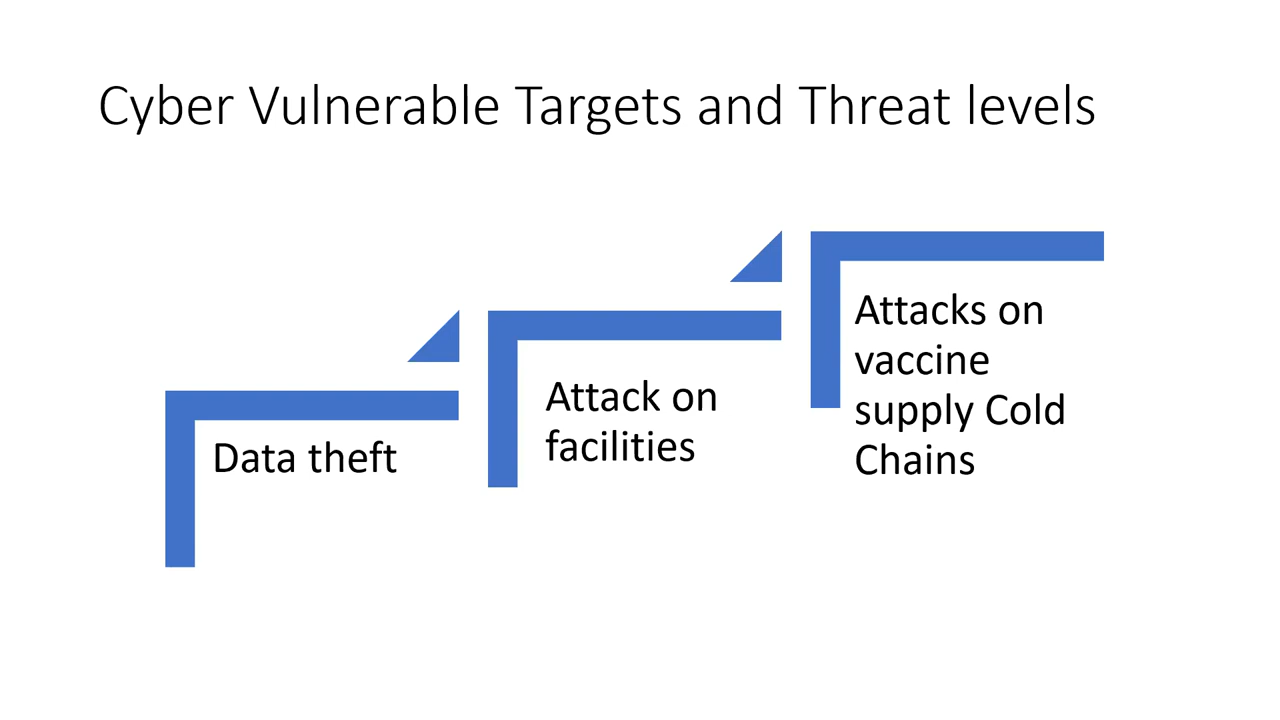 Cyber Vulnerable Targets and Threat levels
Data theft
Attack on
facilities
Attacks on
vaccine
supply Cold
Chains